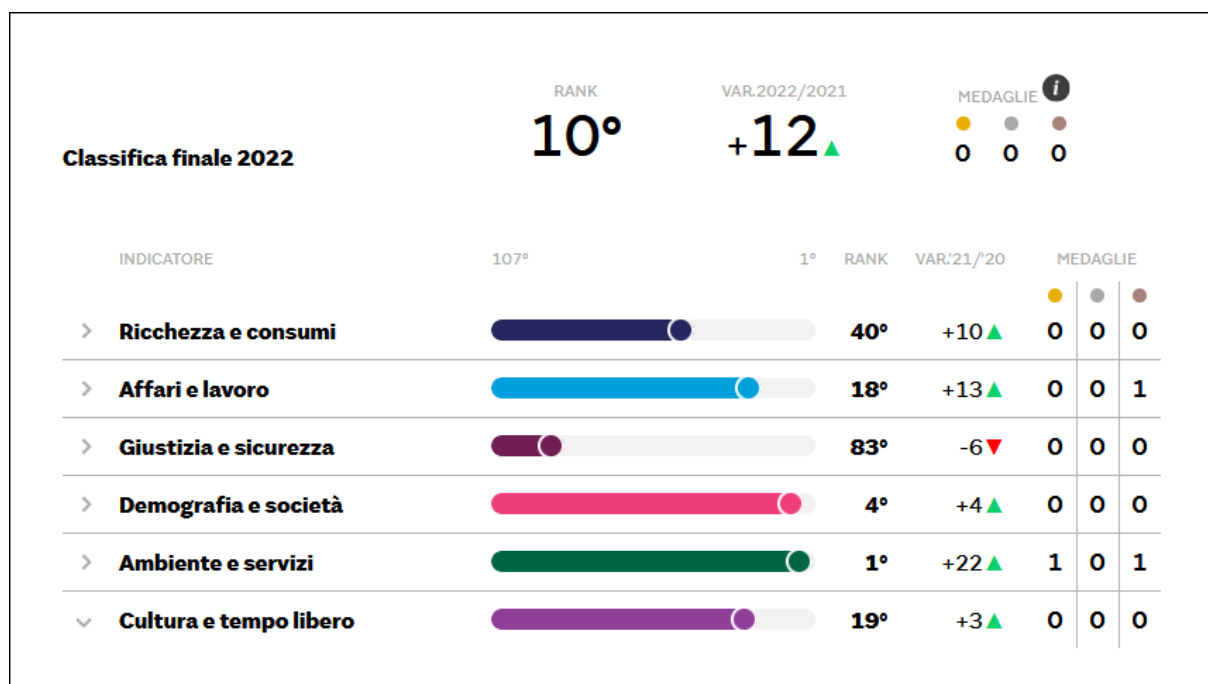 RANK VAR.2022/2021 MEDAGLIE i
Classifica finale 2022 10° +12 0 0 0
INDICATORE 107° 1° RANK VAR.'21/'20 MEDAGLIE
Ricchezza e consumi 40° +10 0 0 0
Affari e lavoro 18° +13 0 0 1
Giustizia e sicurezza 83° -6 0 0 0
Demografia e società 4° +4 0 0 0
Ambiente e servizi 1° +22 1 0 1
Cultura e tempo libero 19° +3 0 0 0